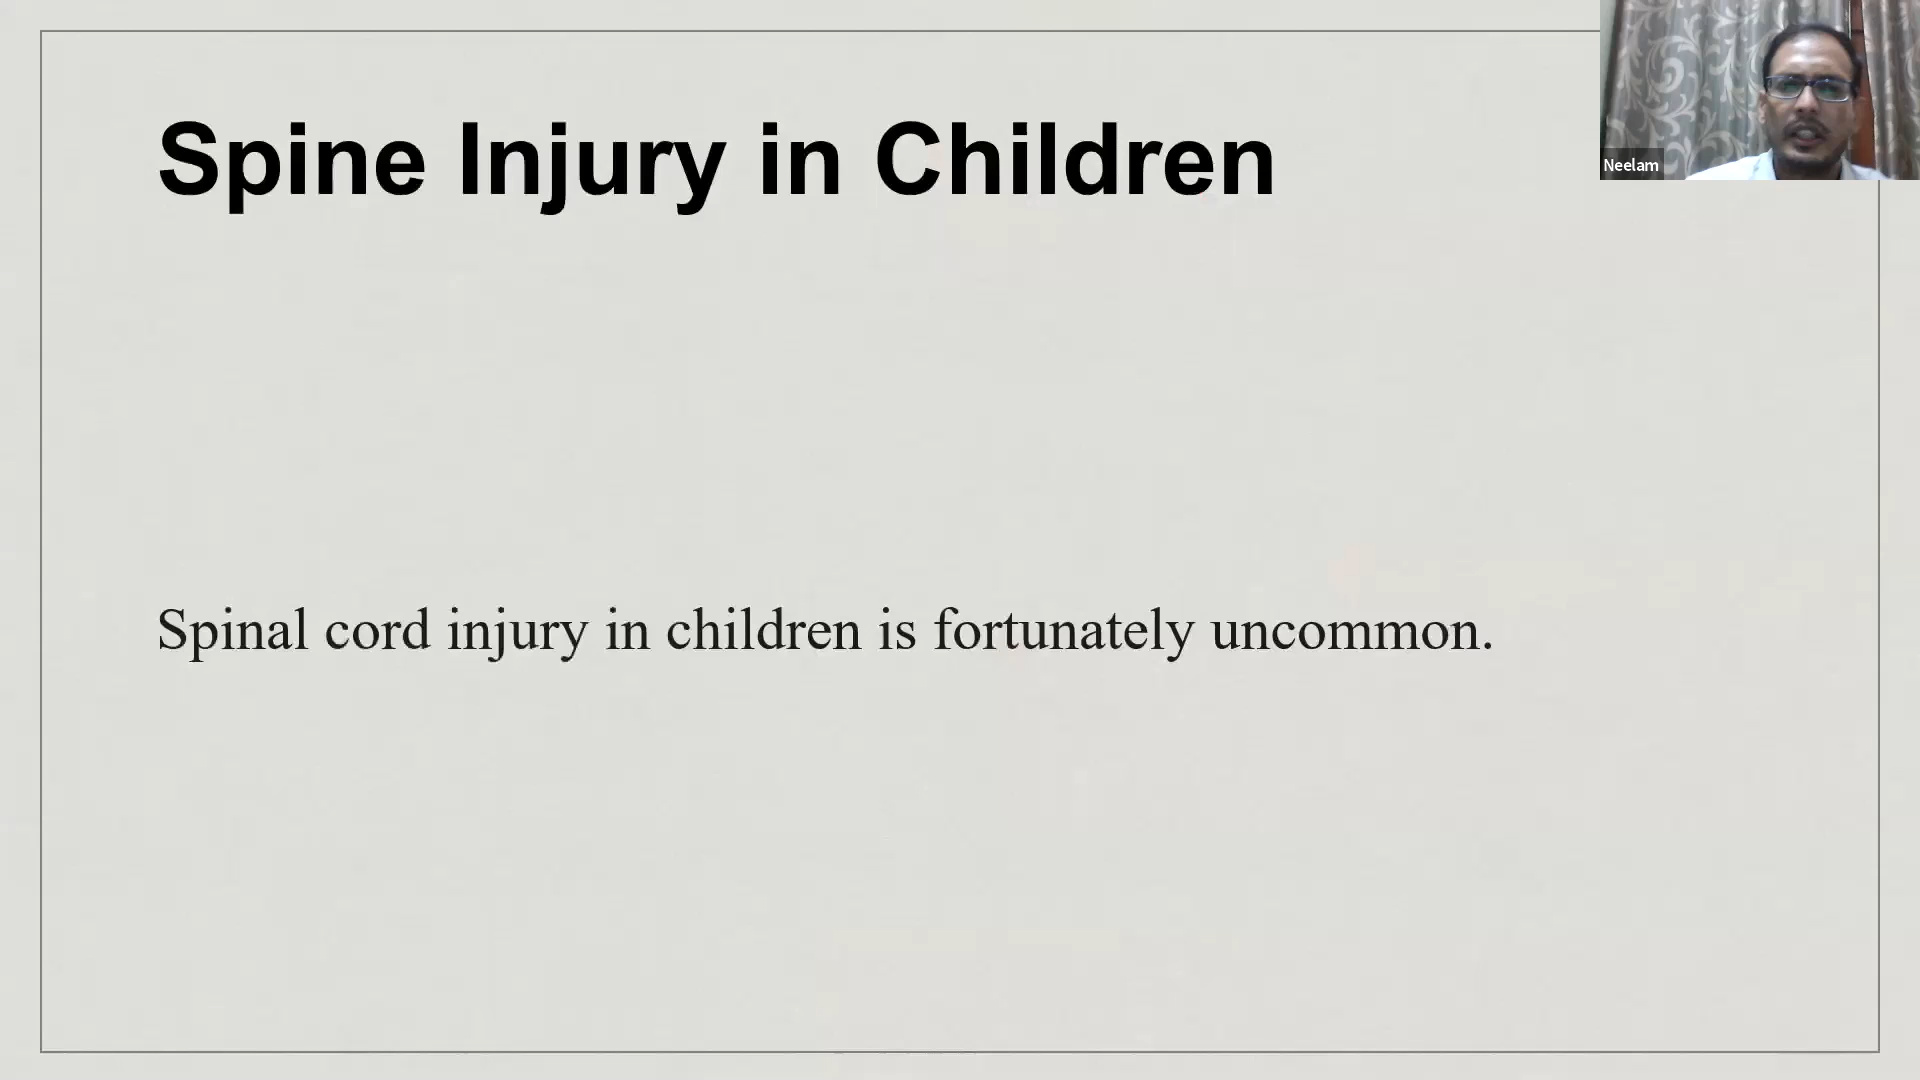 Spine Injury in Children
Neelam
Spinal cord injury in children is fortunately uncommon.